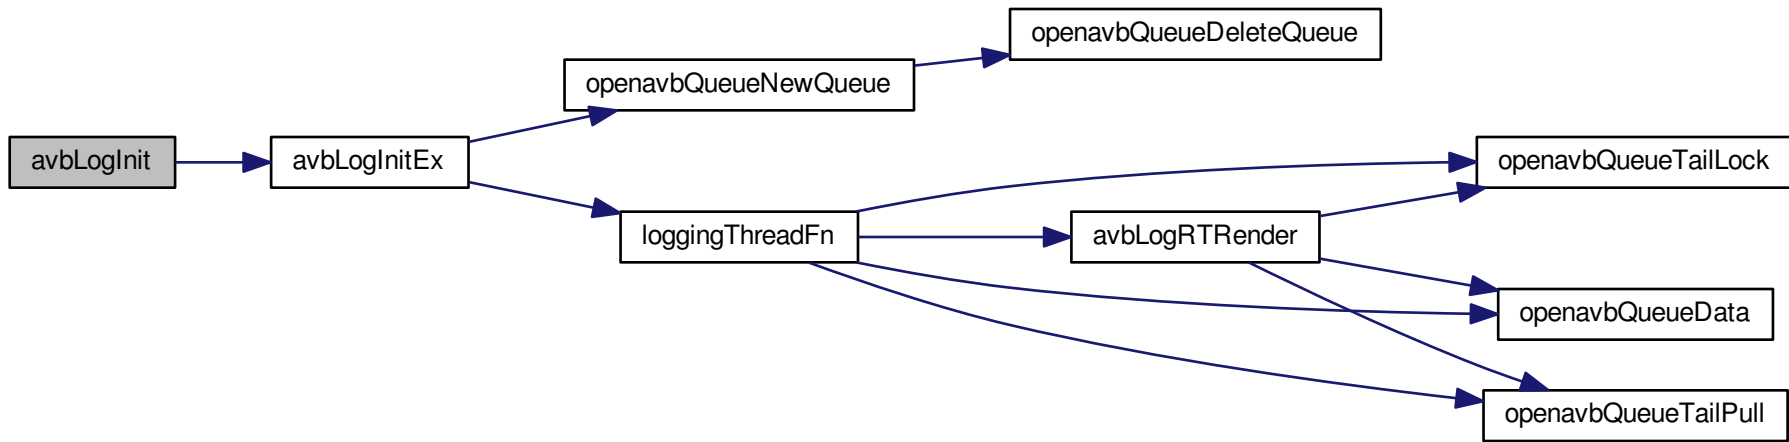 avbLogInit
avbLogInitEx
openavbQueueNewQueue
openavbQueueDeleteQueue
loggingThreadFn
avbLogRTRender
openavbQueueTailLock
openavbQueueData
openavbQueueTailPull